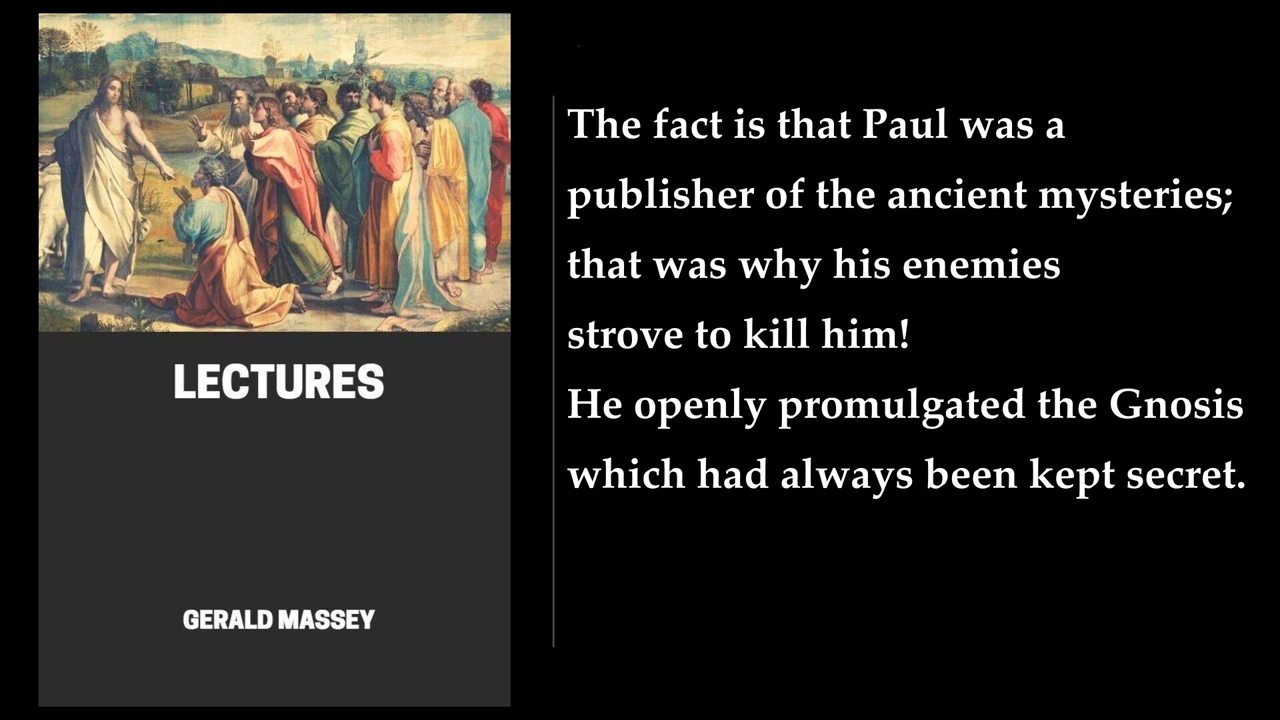 LECTURES
GERALD MASSEY
The fact is that Paul was a
publisher of the ancient mysteries;
that was why his enemies
strove to kill him!
He openly promulgated the Gnosis
which had always been kept secret.